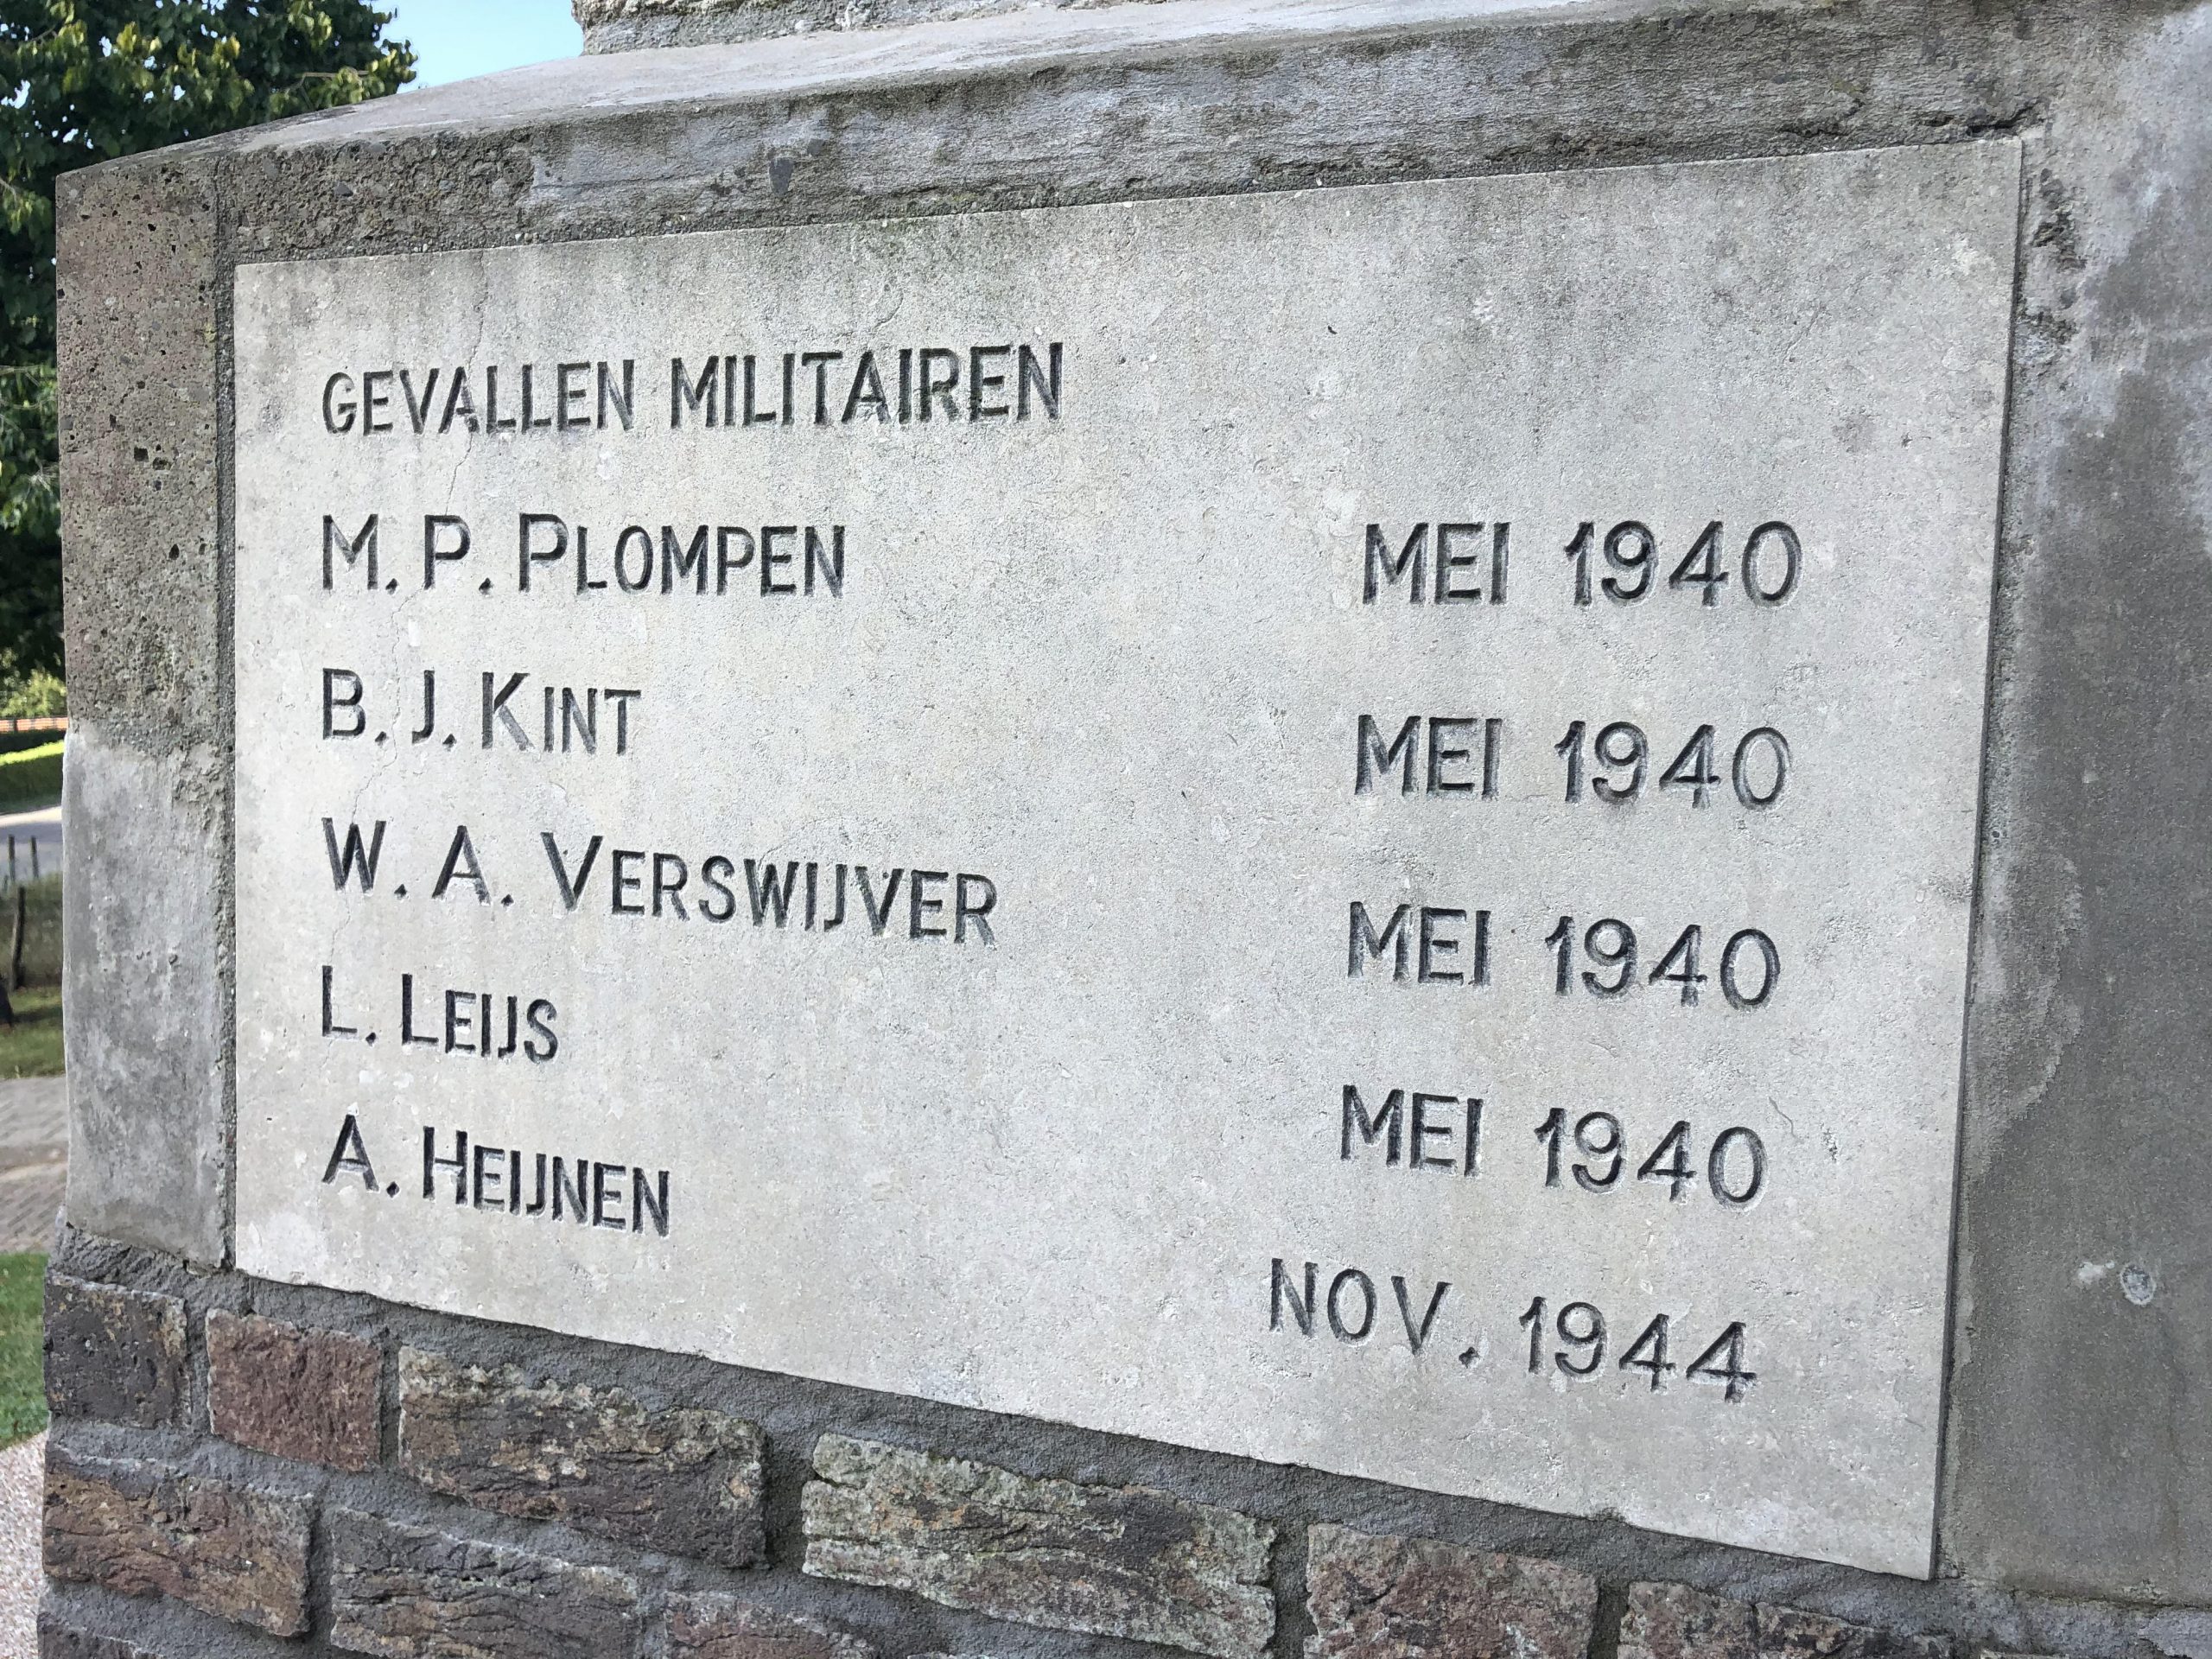 GEVALLEN MILITAIREN
M. P. PLOMPEN MEI 1940
B. J. KINT MEI 1940
W. A. VERSWIJVER MEI 1940
L. LEIJS MEI 1940
A. HEIJNEN NOV. 1944